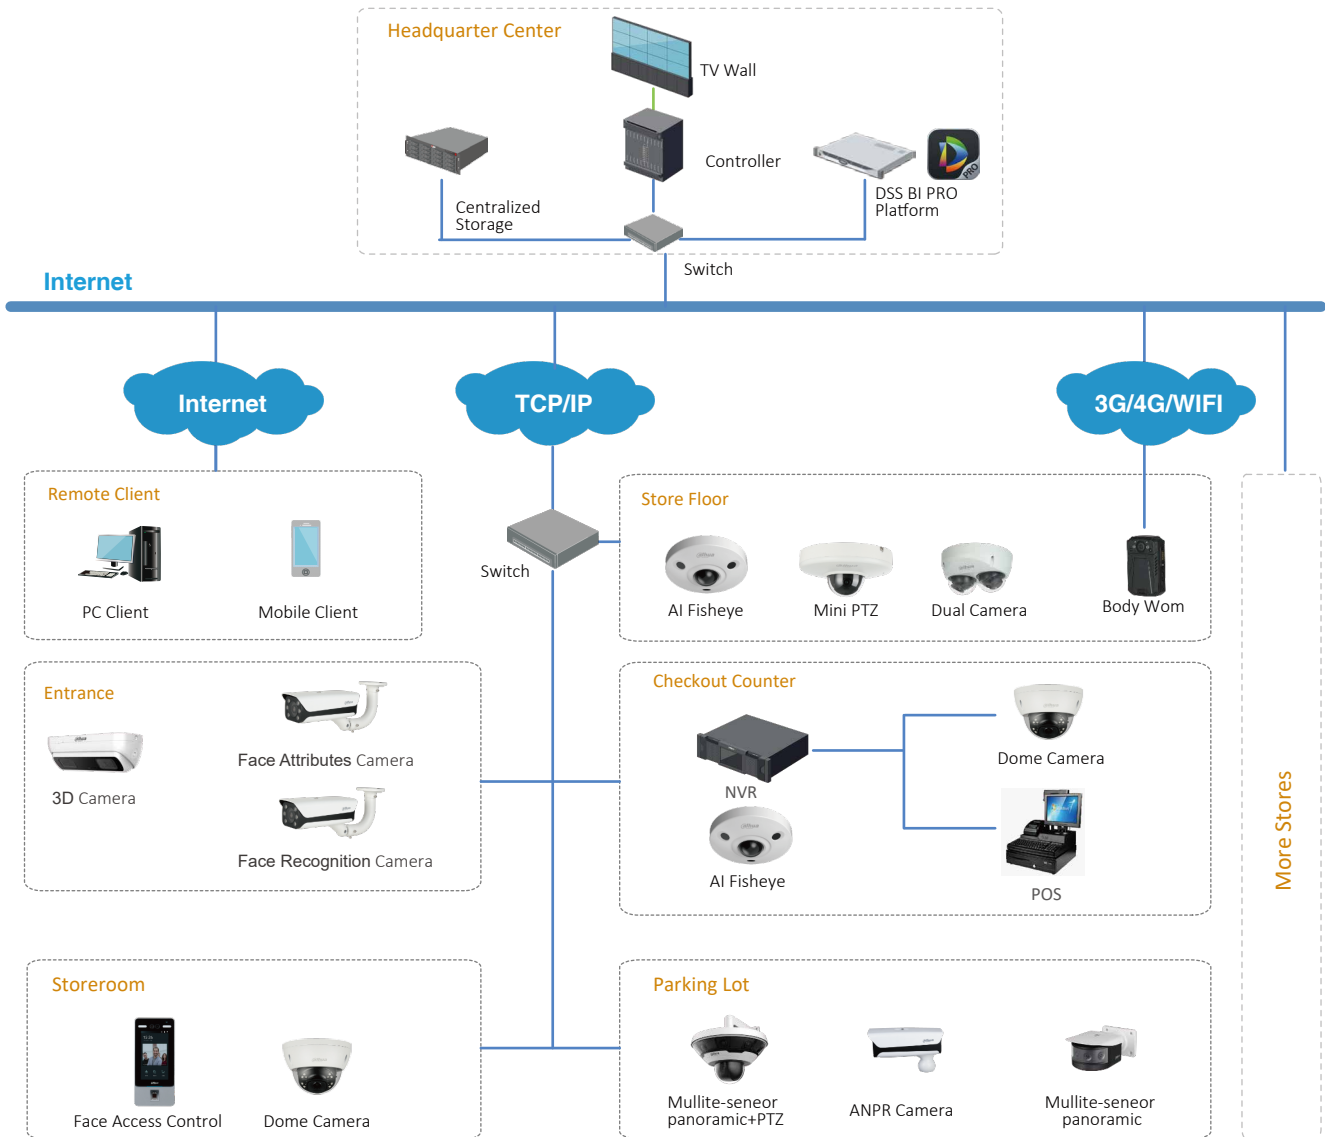 Headquarter Center
TV Wall
Controller
Centralized
Storage
DSS BI PRO
Platform
PRO
Switch
Internet
Internet
TCP/IP
3G/4G/WIFI
Remote Client
PC Client
Mobile Client
Switch
Store Floor
AI Fisheye
Mini PTZ
Dual Camera
Body Wom
Entrance
3D Camera
Face Attributes Camera
Face Recognition Camera
Checkout Counter
NVR
Dome Camera
AI Fisheye
POS
More Stores
Storeroom
Face Access Control
Dome Camera
Parking Lot
Mullite-seneor
panoramic+PTZ
ANPR Camera
Mullite-seneor
panoramic